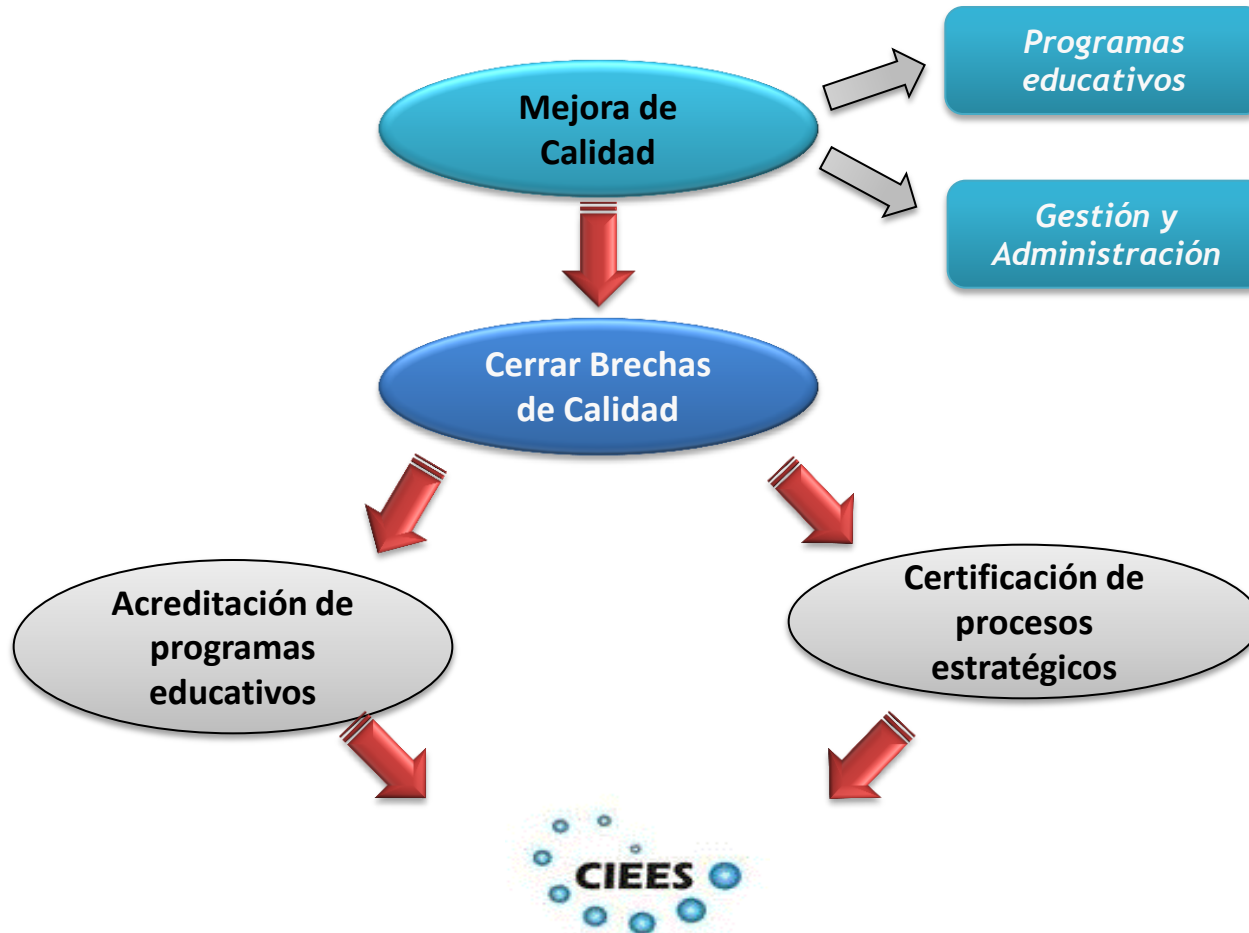 Programas
educativos
Mejora de
Calidad
Gestión y
Administración
Cerrar Brechas
de Calidad
Acreditación de
programas
educativos
Certificación de
procesos
estratégicos
CIEES